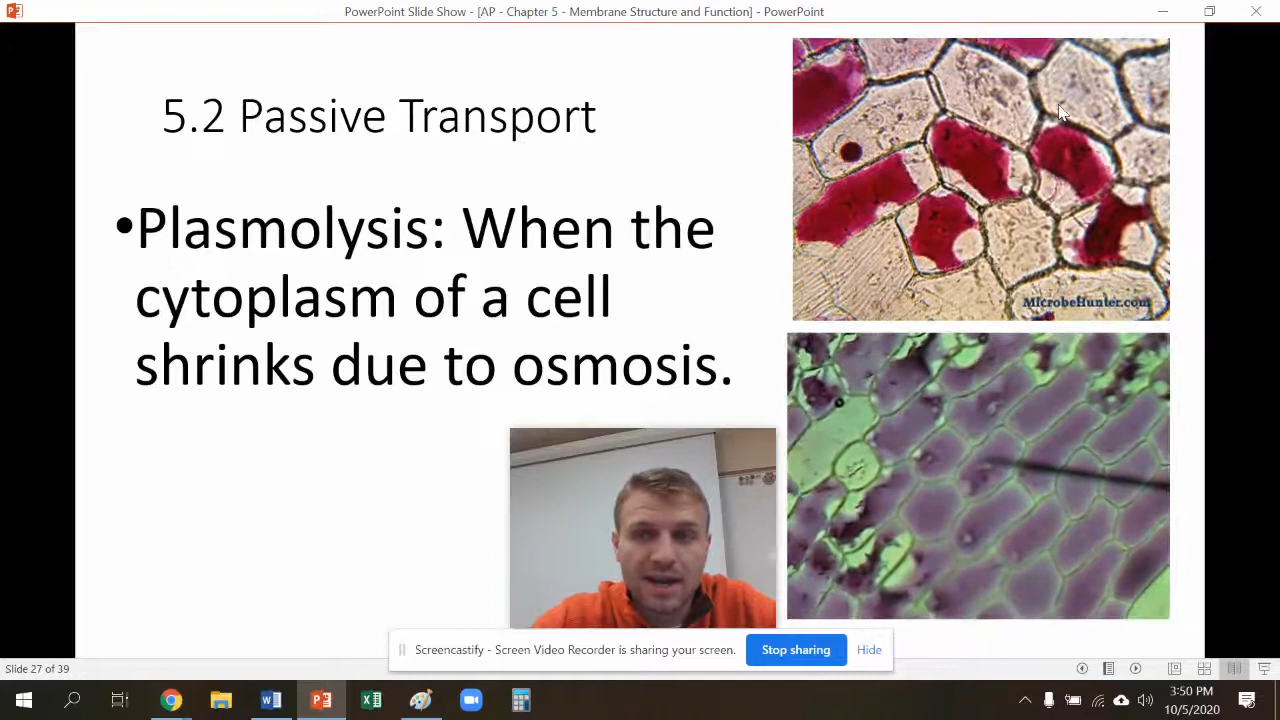 PowerPoint Slide Show - [AP - Chapter 5 - Membrane Structure and Function] - PowerPoint
5.2 Passive Transport
•Plasmolysis: When the
cytoplasm of a cell
shrinks due to osmosis.
MIcrobeHunter.com
Screencastify - Screen Video Recorder is sharing your screen.
Stop sharing
Hide
Slide 27 of 39
3:50 PM
10/5/2020